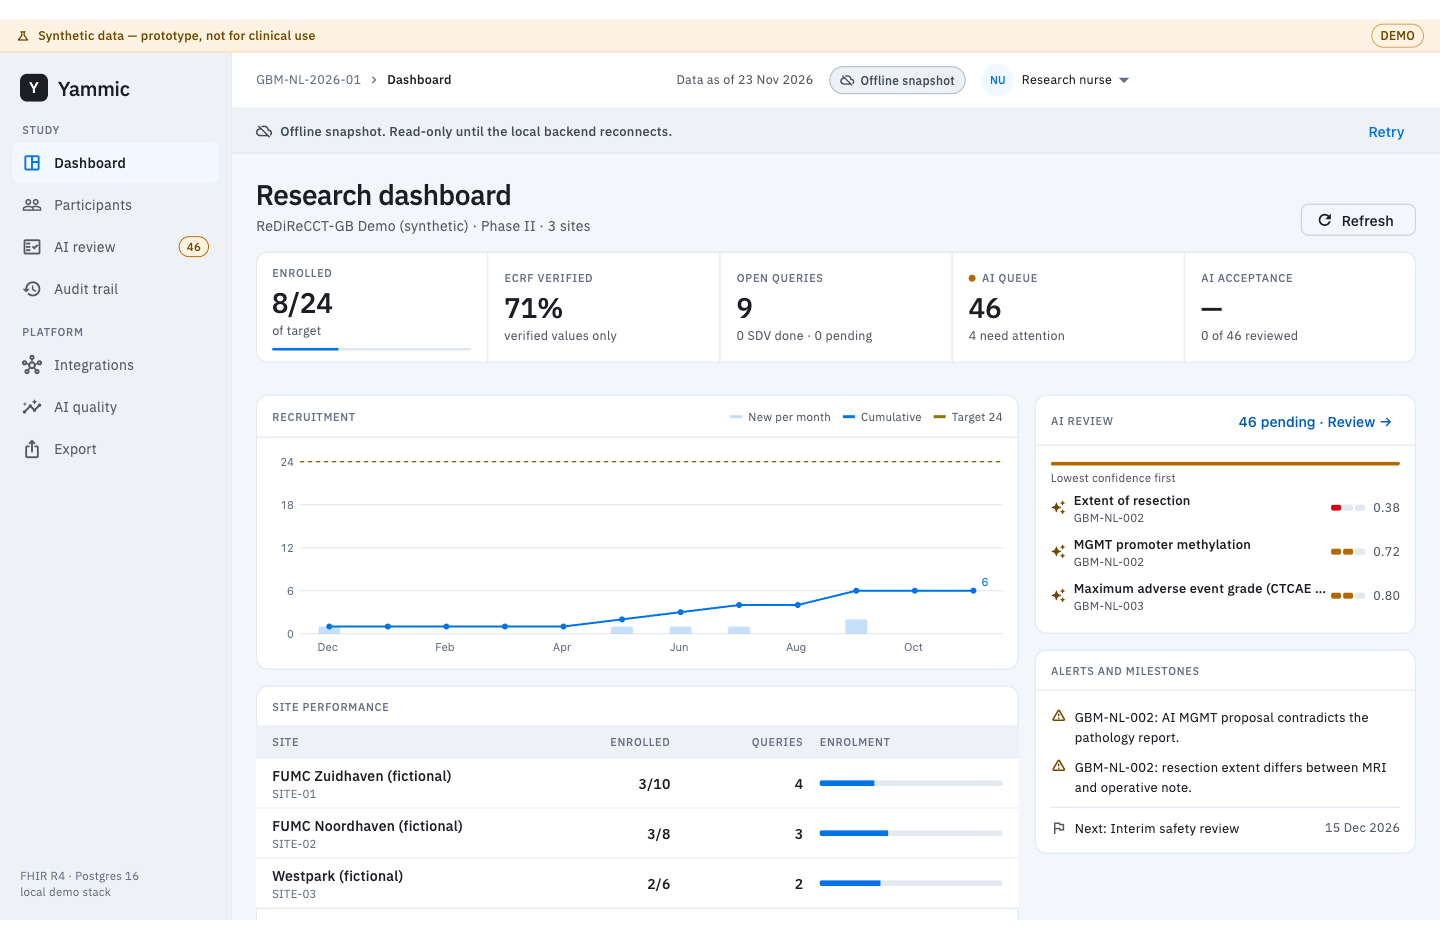 Synthetic data — prototype, not for clinical use
DEMO
Y Yammic
GBM-NL-2026-01 > Dashboard
Data as of 23 Nov 2026
Offline snapshot
NU Research nurse
STUDY
Dashboard
Participants
AI review 46
Audit trail
PLATFORM
Integrations
AI quality
Export
FHIR R4 · Postgres 16
local demo stack
Offline snapshot. Read-only until the local backend reconnects.
Retry
Research dashboard
ReDiReCCT-GB Demo (synthetic) · Phase II · 3 sites
Refresh
ENROLLED
8/24
of target
ECRF VERIFIED
71%
verified values only
OPEN QUERIES
9
0 SDV done · 0 pending
AI QUEUE
46
4 need attention
AI ACCEPTANCE
—
0 of 46 reviewed
RECRUITMENT
New per month
Cumulative
Target 24
24
18
12
6
0
6
Dec Feb Apr Jun Aug Oct
AI REVIEW
46 pending · Review →
Lowest confidence first
Extent of resection
GBM-NL-002
0.38
MGMT promoter methylation
GBM-NL-002
0.72
Maximum adverse event grade (CTCAE ...
GBM-NL-003
0.80
SITE PERFORMANCE
SITE ENROLLED QUERIES ENROLMENT
FUMC Zuidhaven (fictional)
SITE-01
3/10 4
FUMC Noordhaven (fictional)
SITE-02
3/8 3
Westpark (fictional)
SITE-03
2/6 2
ALERTS AND MILESTONES
GBM-NL-002: AI MGMT proposal contradicts the
pathology report.
GBM-NL-002: resection extent differs between MRI
and operative note.
Next: Interim safety review 15 Dec 2026